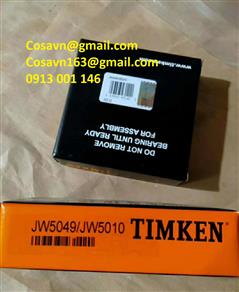 Cosavn@gmail.com
Cosavn163@gmail.com
0913 001 146
DO NOT REMOVE
BEARING UNTIL READY
FOR ASSEMBLY
JW5049/JW5010 TIMKEN